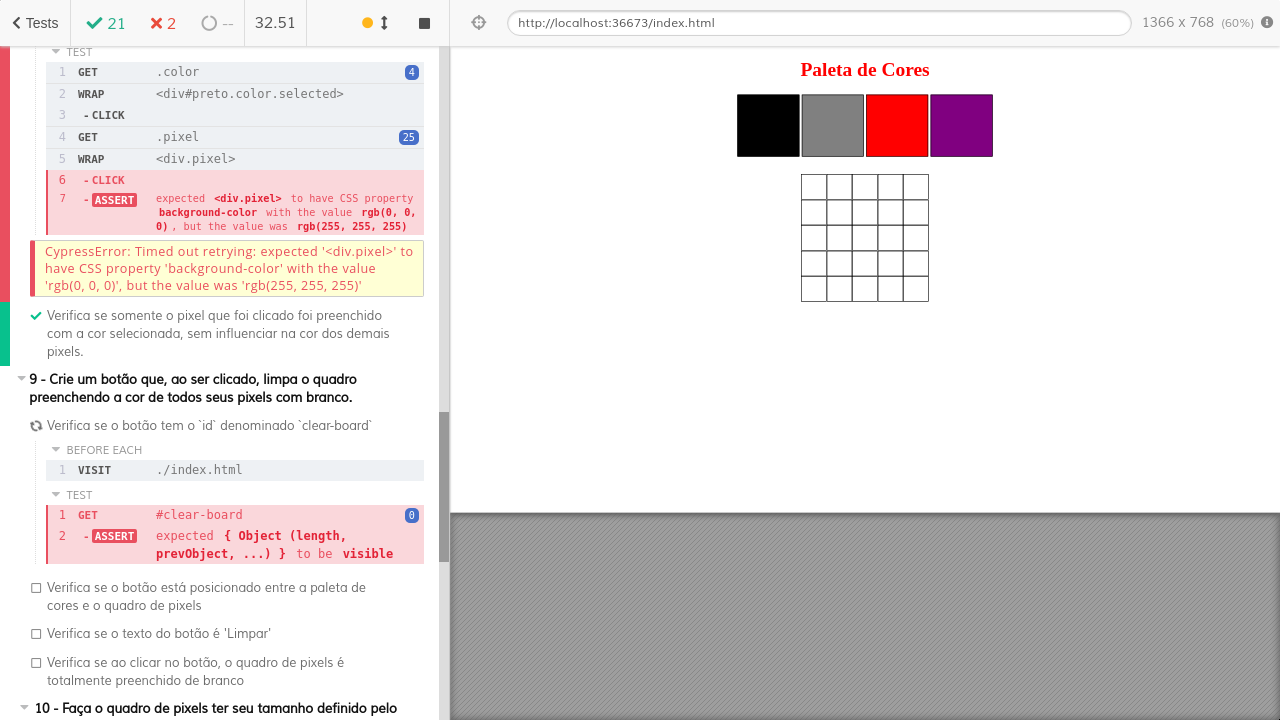 Tests
21
2
--
32.51
http://localhost:36673/index.html
1366 x 768 (60%)
TEST
1 GET .color 4
2 WRAP <div#preto.color.selected>
3 - CLICK
4 GET .pixel 25
5 WRAP <div.pixel>
6 - CLICK
7 - ASSERT expected <div.pixel> to have CSS property
background-color with the value rgb(0, 0,
0), but the value was rgb(255, 255, 255)
CypressError: Timed out retrying: expected '<div.pixel>' to
have CSS property 'background-color' with the value
'rgb(0, 0, 0)', but the value was 'rgb(255, 255, 255)'
Verifica se somente o pixel que foi clicado foi preenchido
com a cor selecionada, sem influenciar na cor dos demais
pixels.
9 - Crie um botão que, ao ser clicado, limpa o quadro
preenchendo a cor de todos seus pixels com branco.
Verifica se o botão tem o `id` denominado `clear-board`
BEFORE EACH
1 VISIT ./index.html
TEST
1 GET #clear-board 0
2 - ASSERT expected { Object (length,
prevObject, ...) } to be visible
Verifica se o botão está posicionado entre a paleta de
cores e o quadro de pixels
Verifica se o texto do botão é 'Limpar'
Verifica se ao clicar no botão, o quadro de pixels é
totalmente preenchido de branco
10 - Faça o quadro de pixels ter seu tamanho definido pelo
Paleta de Cores